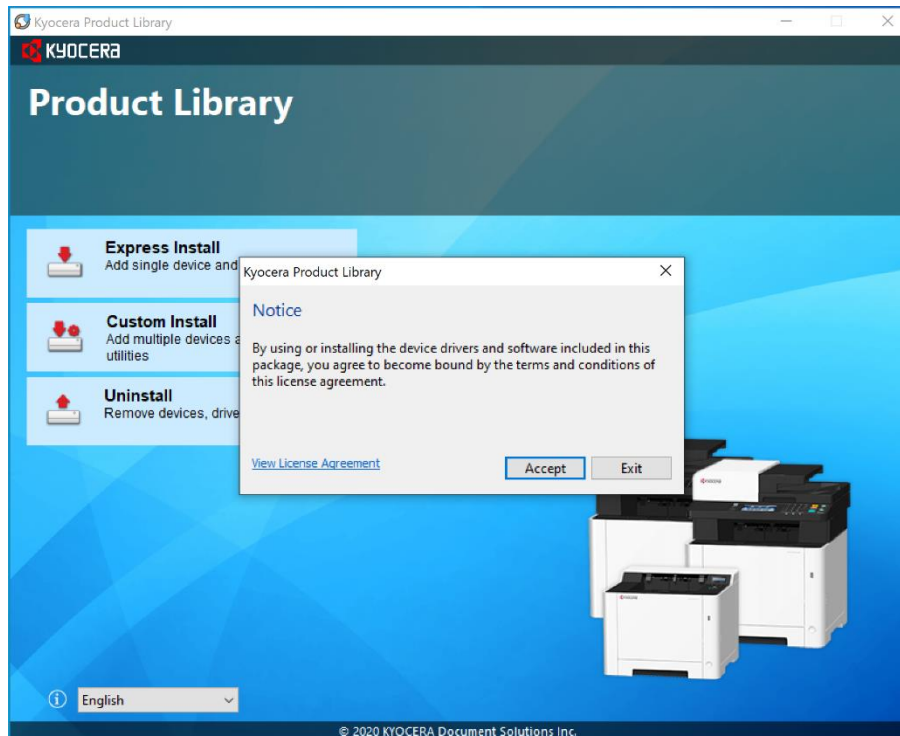 Kyocera Product Library
KYOCERA
Product Library
Express Install
Add single device and
Custom Install
Add multiple devices a
utilities
Uninstall
Remove devices, drive
Kyocera Product Library
Notice
By using or installing the device drivers and software included in this
package, you agree to become bound by the terms and conditions of
this license agreement.
View License Agreement
Accept
Exit
English
© 2020 KYOCERA Document Solutions Inc.